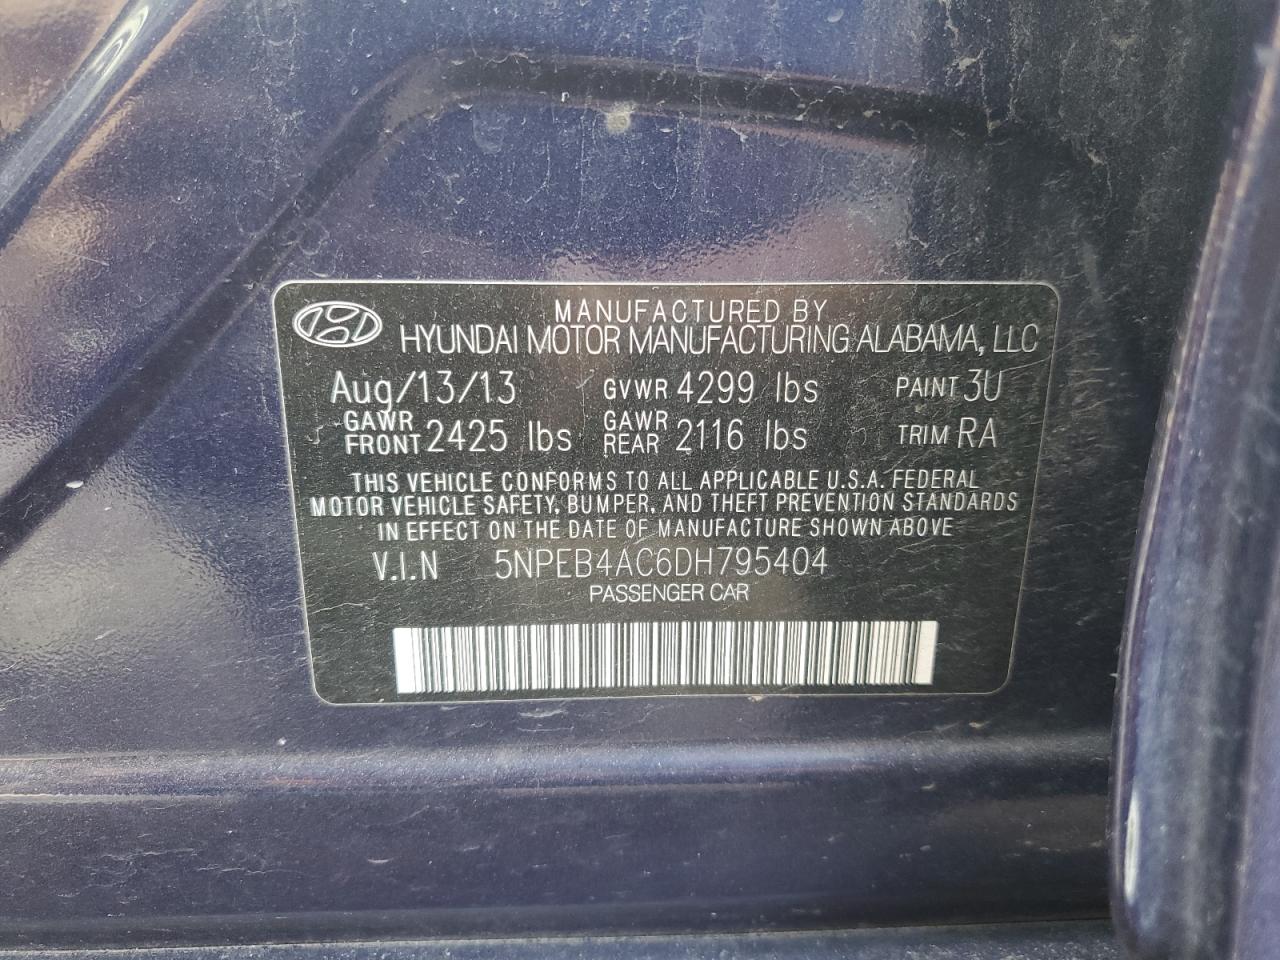 MANUFACTURED BY
HYUNDAI MOTOR MANUFACTURING ALABAMA, LLC
Aug/13/13 GVWR 4299 lbs PAINT 3U
GAWR FRONT 2425 lbs GAWR REAR 2116 lbs TRIM RA
THIS VEHICLE CONFORMS TO ALL APPLICABLE U.S.A. FEDERAL
MOTOR VEHICLE SAFETY, BUMPER, AND THEFT PREVENTION STANDARDS
IN EFFECT ON THE DATE OF MANUFACTURE SHOWN ABOVE
V.I.N 5NPEB4AC6DH795404
PASSENGER CAR